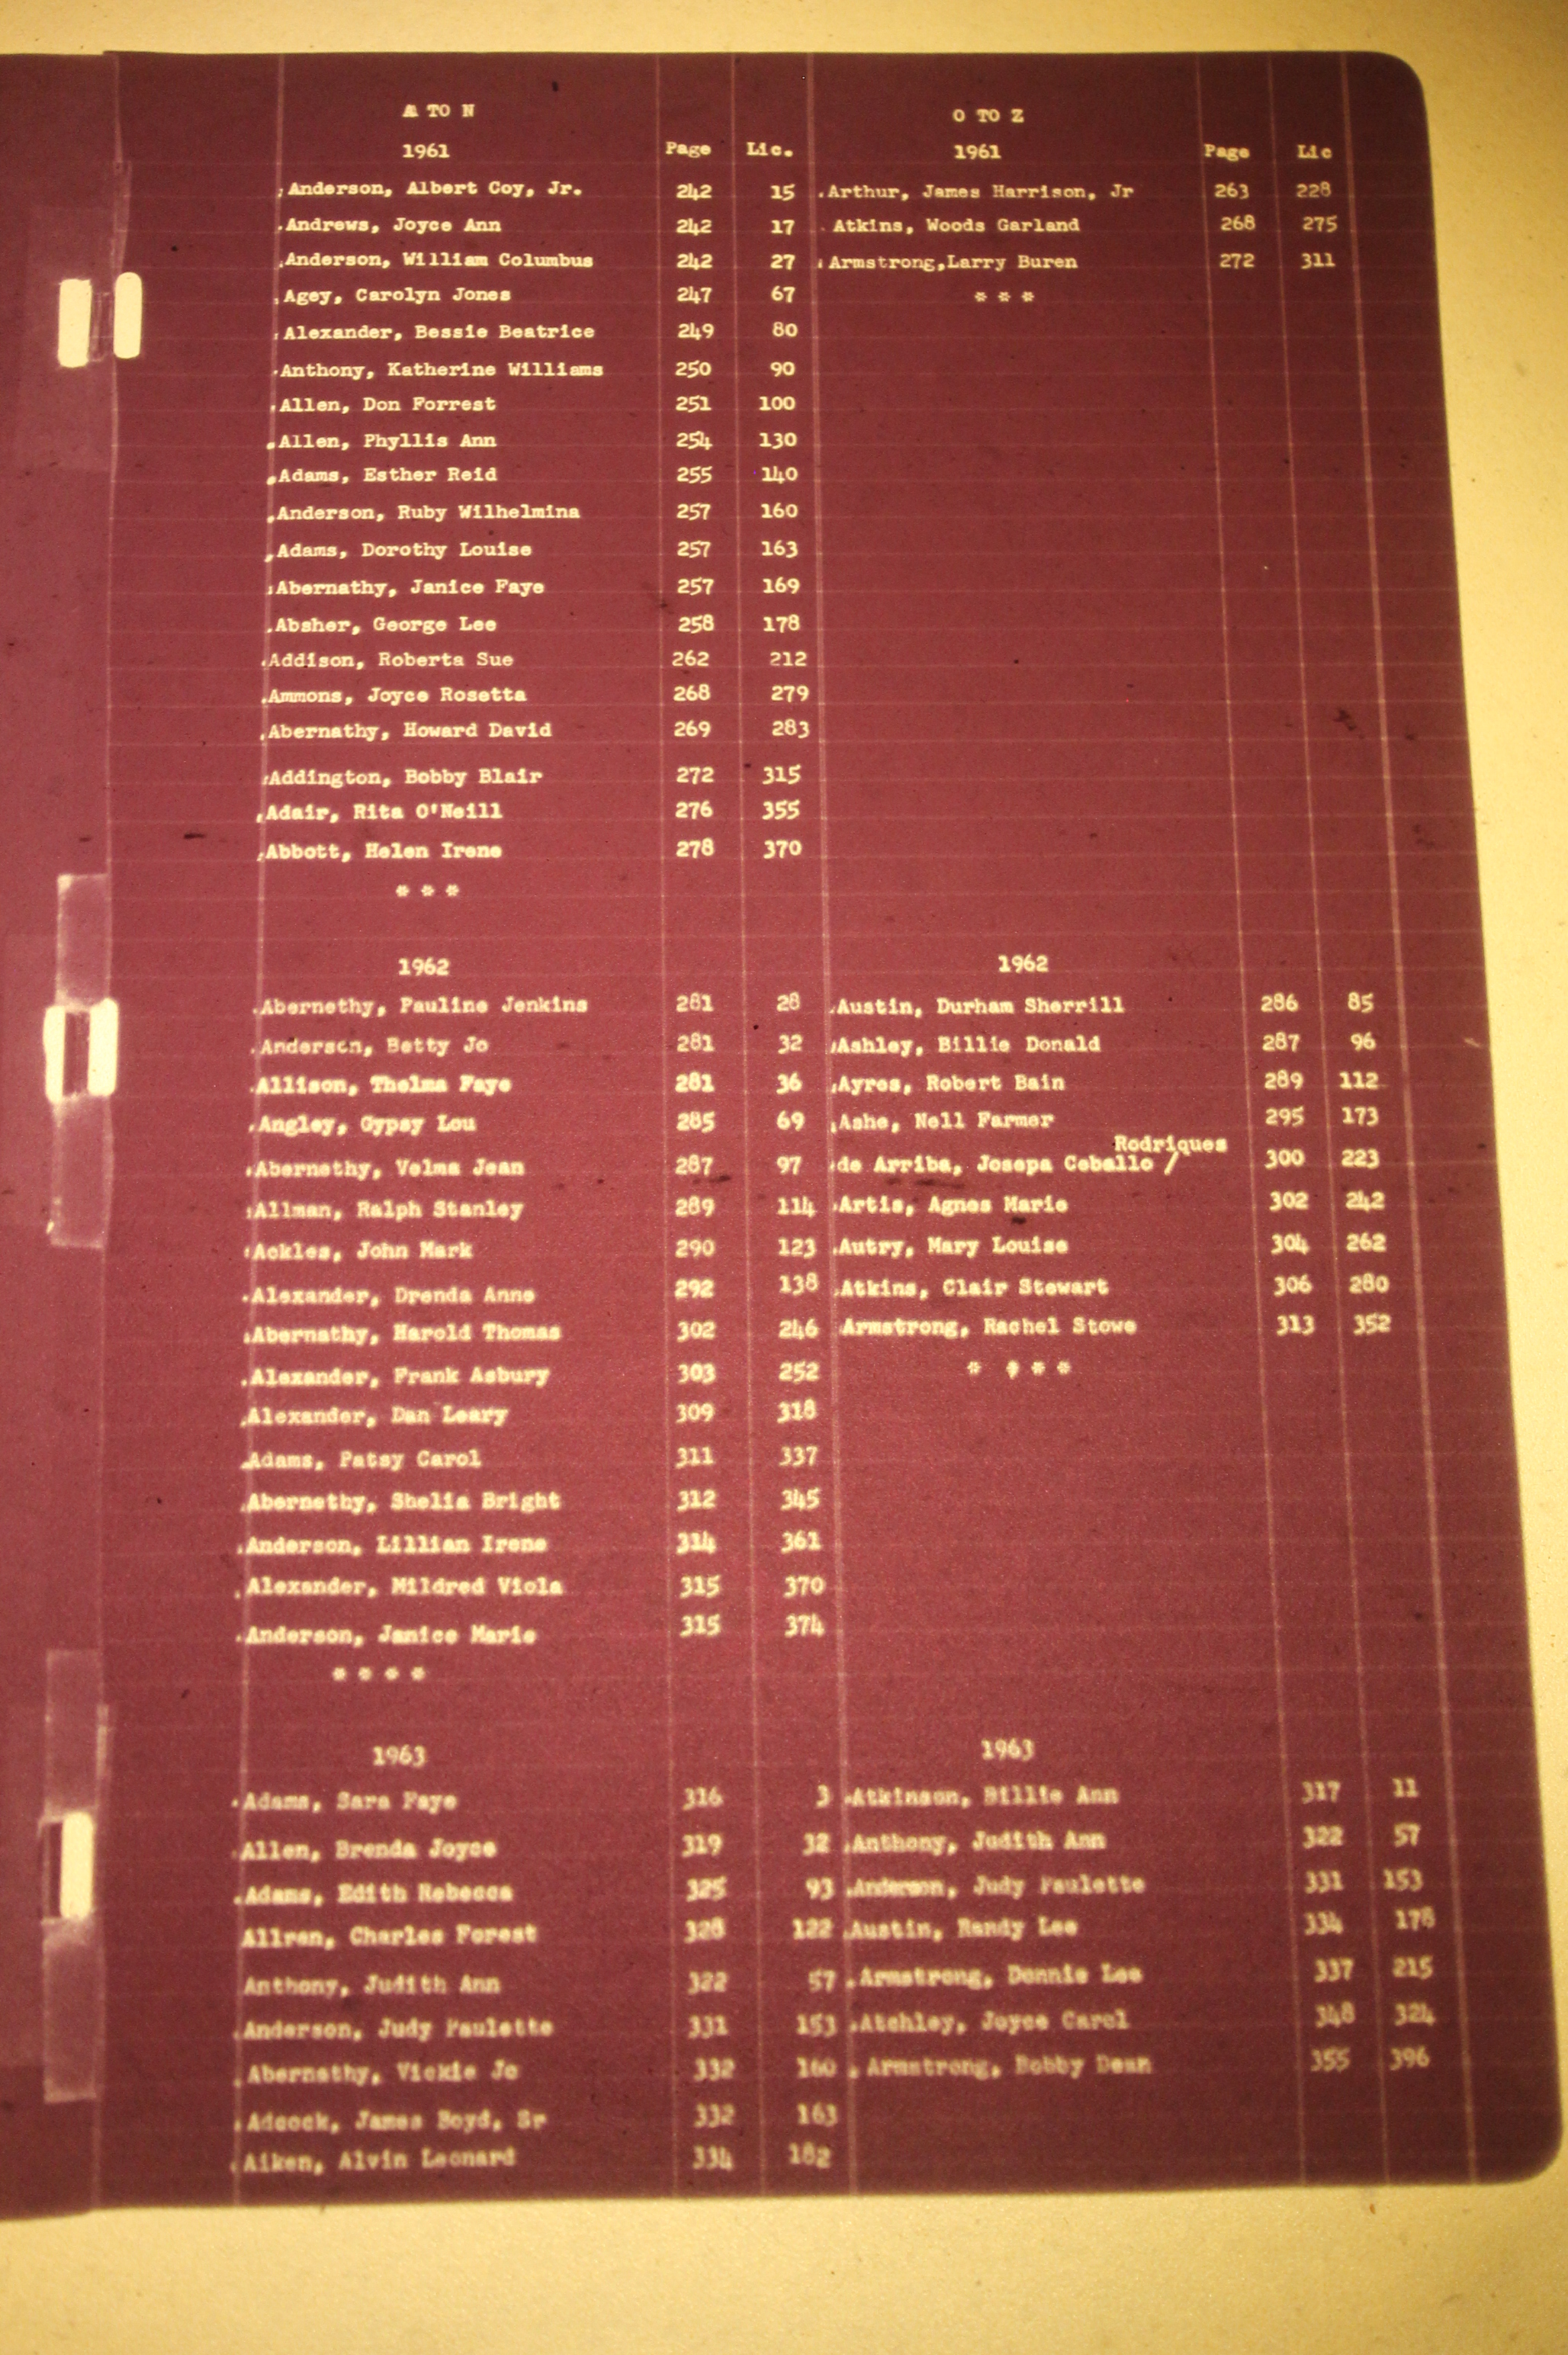 A TO N
1961 Page Lic.
Anderson, Albert Coy, Jr. 242 15
Andrews, Joyce Ann 242 17
Anderson, William Columbus 242 27
Agey, Carolyn Jones 247 67
Alexander, Bessie Beatrice 249 80
Anthony, Katherine Williams 250 90
Allen, Don Forrest 251 100
Allen, Phyllis Ann 254 130
Adams, Esther Reid 255 140
Anderson, Ruby Wilhelmina 257 160
Adams, Dorothy Louise 257 163
Abernathy, Janice Faye 257 169
Absher, George Lee 258 178
Addison, Roberta Sue 262 212
Ammons, Joyce Rosetta 268 279
Abernathy, Howard David 269 283
Addington, Bobby Blair 272 315
Adair, Rita O'Neill 276 355
Abbott, Helen Irene 278 370
* * *
1962
Abernethy, Pauline Jenkins 281 28
Anderson, Betty Jo 281 32
Allison, Thelma Faye 281 36
Angley, Gypsy Lou 285 69
Abernethy, Velma Jean 287 97
Allman, Ralph Stanley 289 114
Ackles, John Mark 290 123
Alexander, Drenda Anne 292 138
Abernathy, Harold Thomas 302 246
Alexander, Frank Asbury 303 252
Alexander, Dan Leary 309 318
Adams, Patsy Carol 311 337
Abernethy, Shelia Bright 312 345
Anderson, Lillian Irene 314 361
Alexander, Mildred Viola 315 370
Anderson, Janice Marie 315 374
* * * *
1963
Adams, Sara Faye 316 3
Allen, Brenda Joyce 319 32
Adams, Edith Rebecca 325 93
Allran, Charles Forest 328 122
Anthony, Judith Ann 322 57
Anderson, Judy Paulette 331 153
Abernathy, Vickie Jo 332 160
Adcock, James Boyd, Sr 332 163
Aiken, Alvin Leonard 334 182
O TO Z
1961 Page Lic
Arthur, James Harrison, Jr 263 228
Atkins, Woods Garland 268 275
Armstrong,Larry Buren 272 311
* * *
1962
Austin, Durham Sherrill 286 85
Ashley, Billie Donald 287 96
Ayres, Robert Bain 289 112
Ashe, Nell Farmer 295 173
Rodriques
de Arriba, Josepa Ceballo / 300 223
Artis, Agnes Marie 302 242
Autry, Mary Louise 304 262
Atkins, Clair Stewart 306 280
Armstrong, Rachel Stowe 313 352
* * * *
1963
Atkinson, Billie Ann 317 11
Anthony, Judith Ann 322 57
Anderson, Judy Paulette 331 153
Austin, Randy Lee 334 178
Armstrong, Donnie Lee 337 215
Atchley, Joyce Carol 348 324
Armstrong, Bobby Dean 355 396